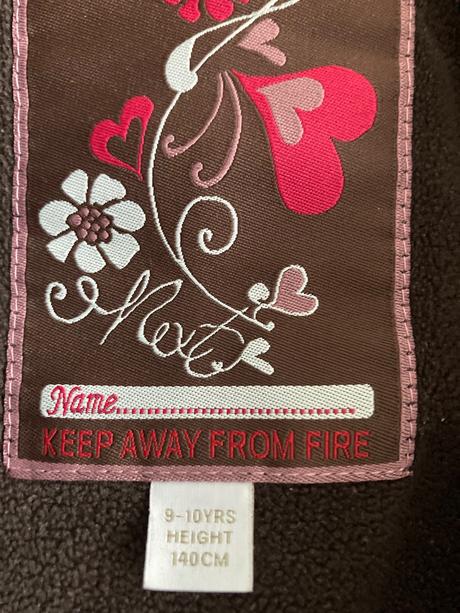 Next
Name..............................
KEEP AWAY FROM FIRE
9-10YRS
HEIGHT
140CM